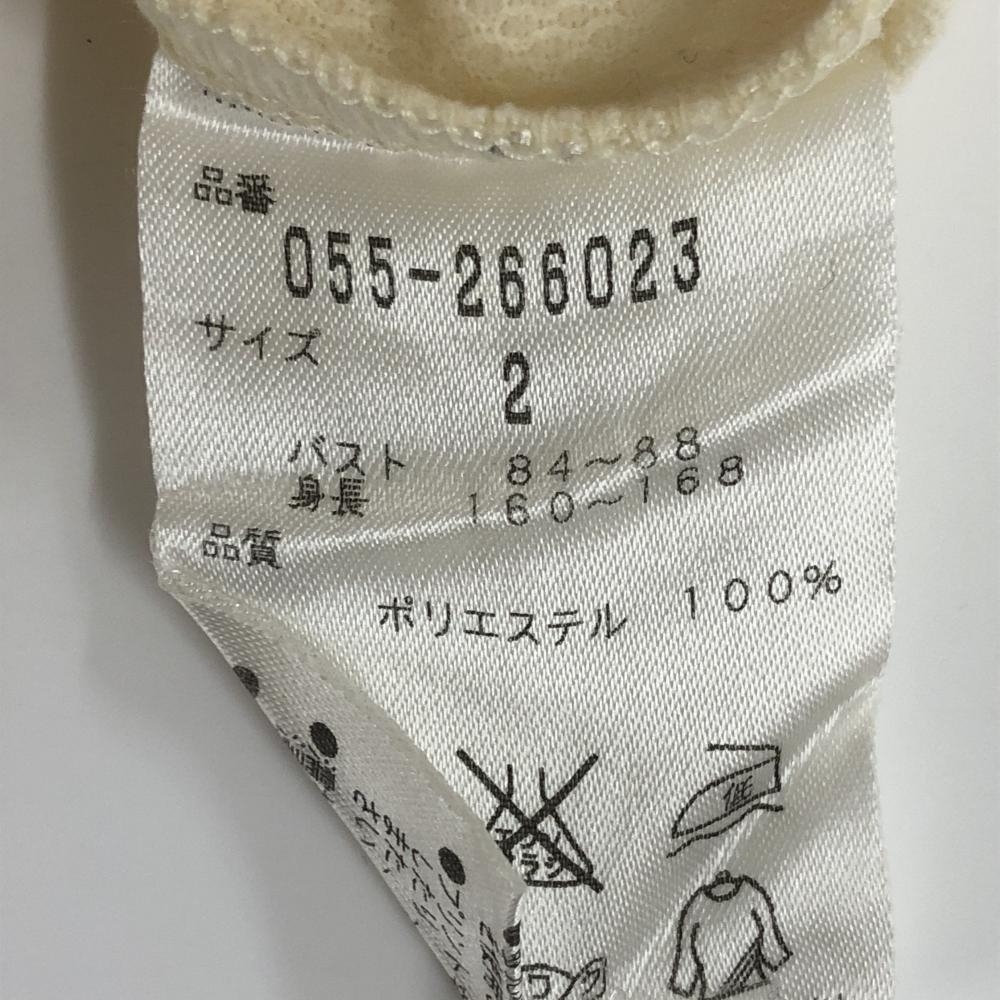 品番
055-266023
サイズ
2
バスト 84～88
身長 160～168
品質
ポリエステル 100%
低